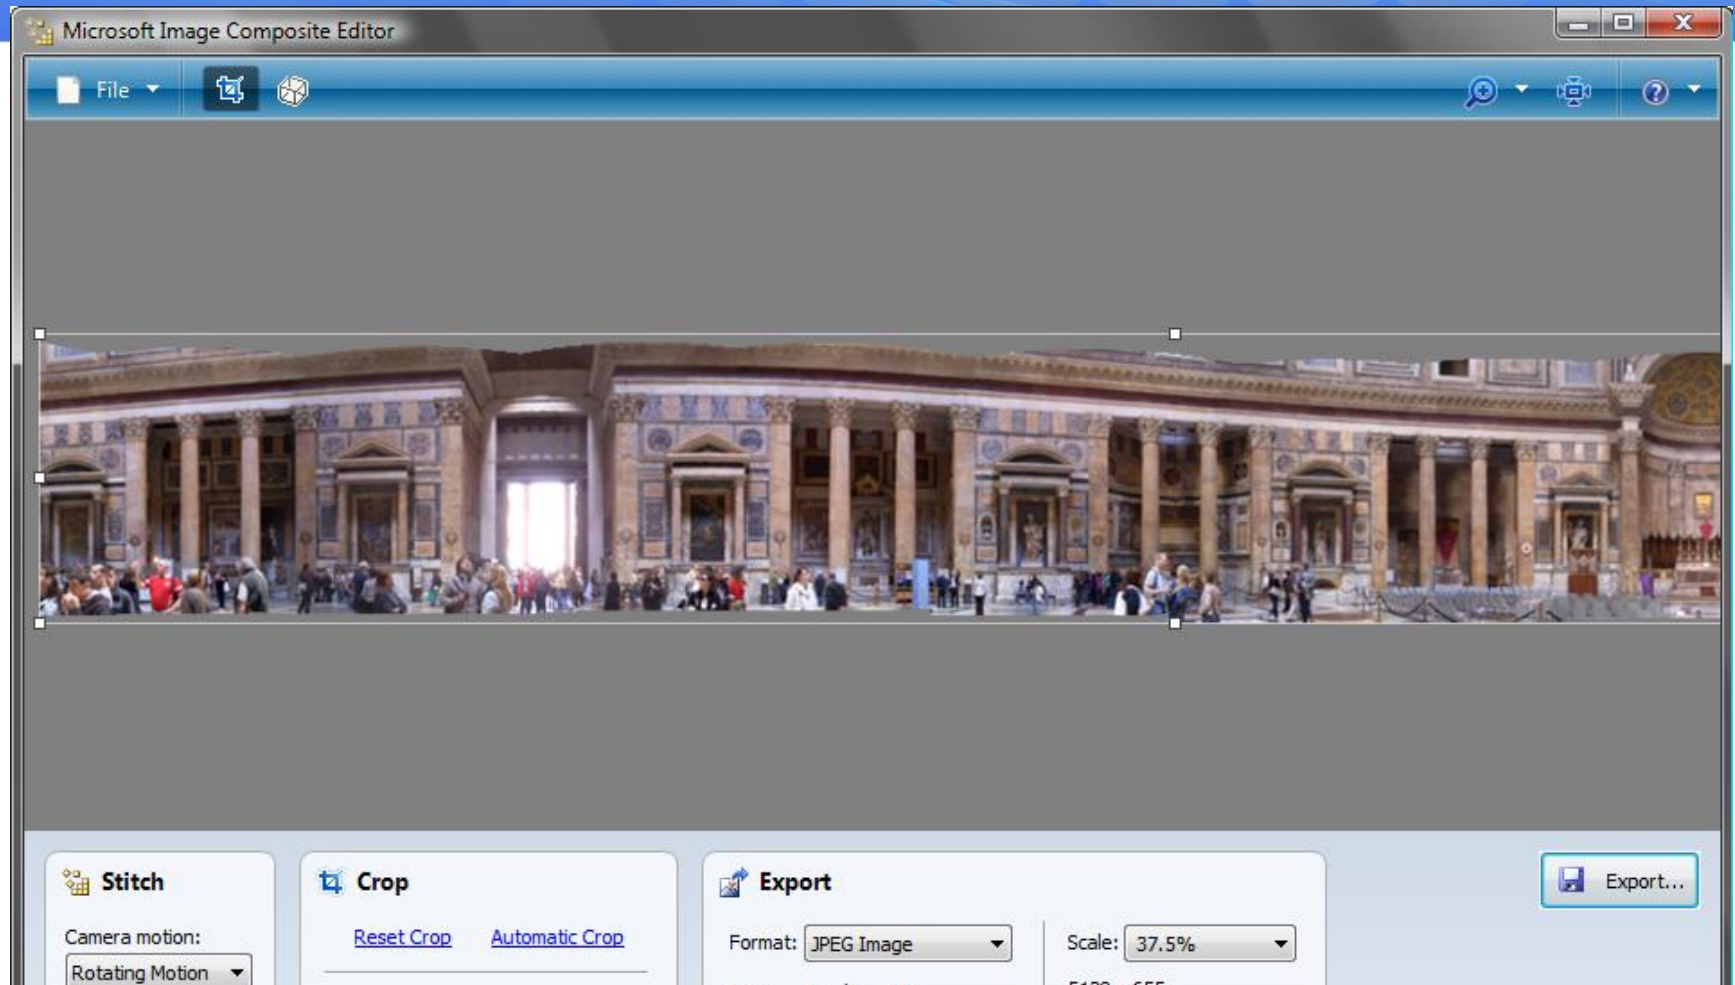 Microsoft Image Composite Editor
File
Stitch
Crop
Export
Export...
Camera motion:
Rotating Motion
Reset Crop Automatic Crop
Format: JPEG Image
Scale: 37.5%